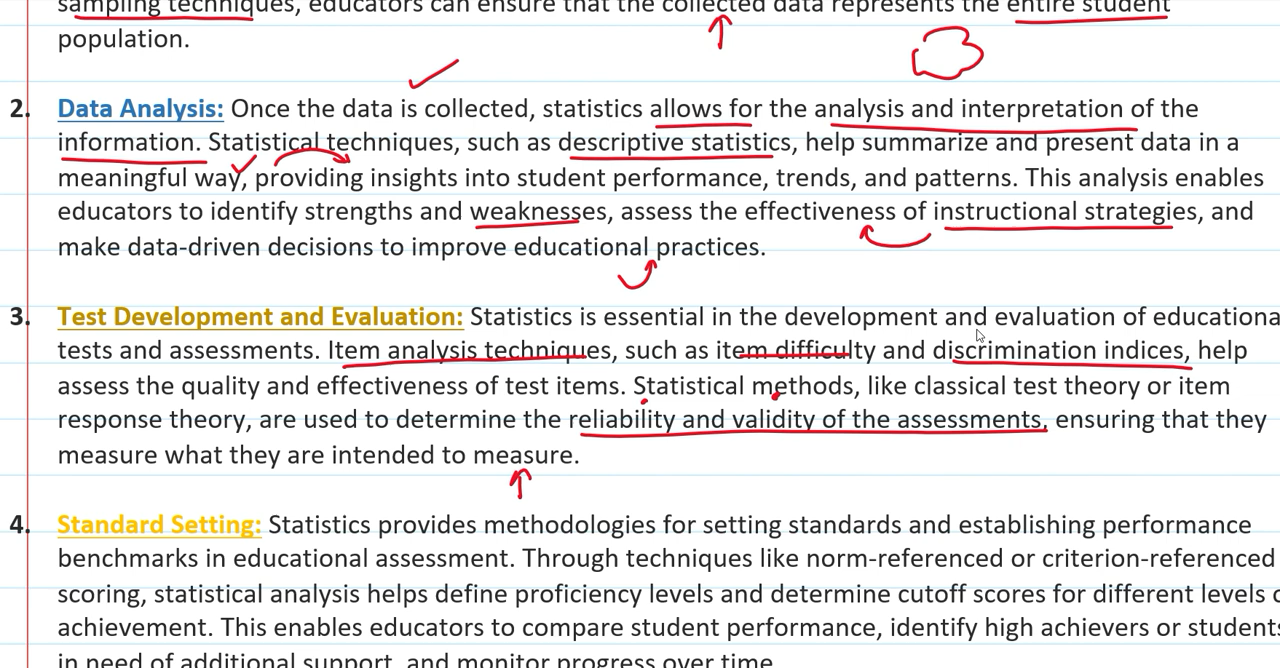 sampling techniques, educators can ensure that the collected data represents the entire student
population.
2. Data Analysis: Once the data is collected, statistics allows for the analysis and interpretation of the
information. Statistical techniques, such as descriptive statistics, help summarize and present data in a
meaningful way, providing insights into student performance, trends, and patterns. This analysis enables
educators to identify strengths and weaknesses, assess the effectiveness of instructional strategies, and
make data-driven decisions to improve educational practices.
3. Test Development and Evaluation: Statistics is essential in the development and evaluation of educationa
tests and assessments. Item analysis techniques, such as item difficulty and discrimination indices, help
assess the quality and effectiveness of test items. Statistical methods, like classical test theory or item
response theory, are used to determine the reliability and validity of the assessments, ensuring that they
measure what they are intended to measure.
4. Standard Setting: Statistics provides methodologies for setting standards and establishing performance
benchmarks in educational assessment. Through techniques like norm-referenced or criterion-referenced
scoring, statistical analysis helps define proficiency levels and determine cutoff scores for different levels o
achievement. This enables educators to compare student performance, identify high achievers or students
in need of additional support, and monitor progress over time.